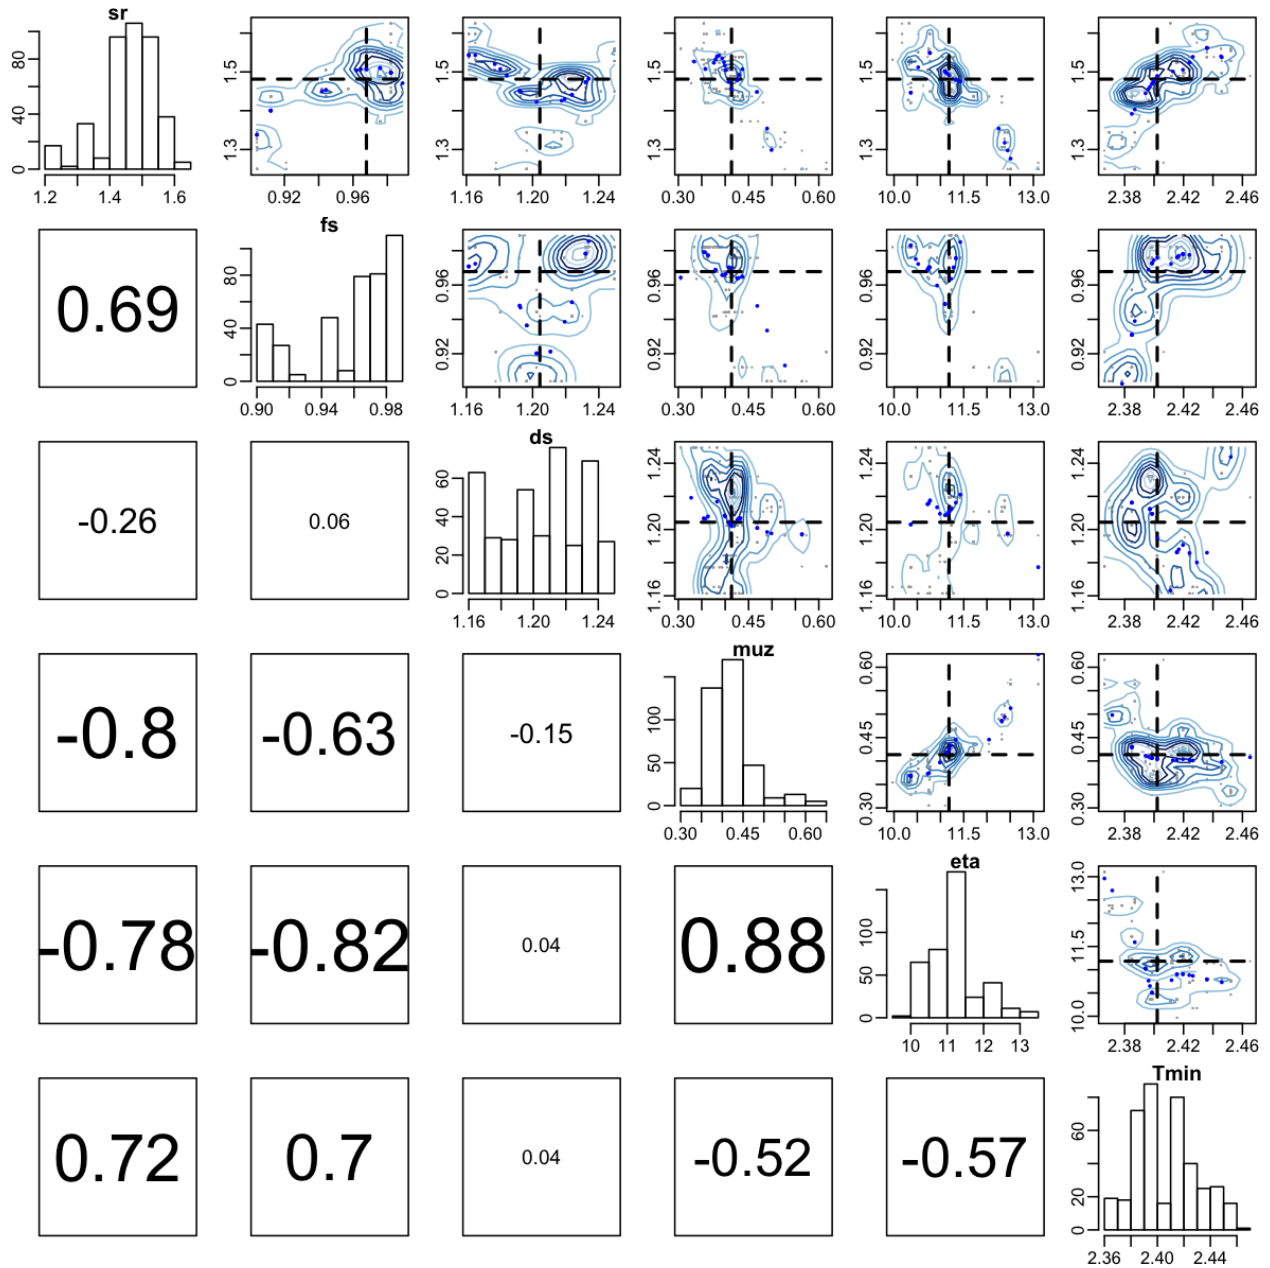 sr
0 40 80
1.2 1.4 1.6
1.3 1.5
0.92 0.96
1.3 1.5
1.16 1.20 1.24
1.3 1.5
0.30 0.45 0.60
1.3 1.5
10.0 11.5 13.0
1.3 1.5
2.38 2.42 2.46
0.69
fs
0 40 80
0.90 0.94 0.98
0.92 0.96
1.16 1.20 1.24
0.92 0.96
0.30 0.45 0.60
0.92 0.96
10.0 11.5 13.0
0.92 0.96
2.38 2.42 2.46
-0.26
0.06
ds
0 20 40 60
1.16 1.20 1.24
1.16 1.20 1.24
0.30 0.45 0.60
1.16 1.20 1.24
10.0 11.5 13.0
1.16 1.20 1.24
2.38 2.42 2.46
-0.8
-0.63
-0.15
muz
0 50 100
0.30 0.45 0.60
0.30 0.45 0.60
10.0 11.5 13.0
0.30 0.45 0.60
2.38 2.42 2.46
-0.78
-0.82
0.04
0.88
eta
0 50 100
10 11 12 13
10.0 11.5 13.0
2.38 2.42 2.46
0.72
0.7
0.04
-0.52
-0.57
Tmin
0 20 60
2.36 2.40 2.44